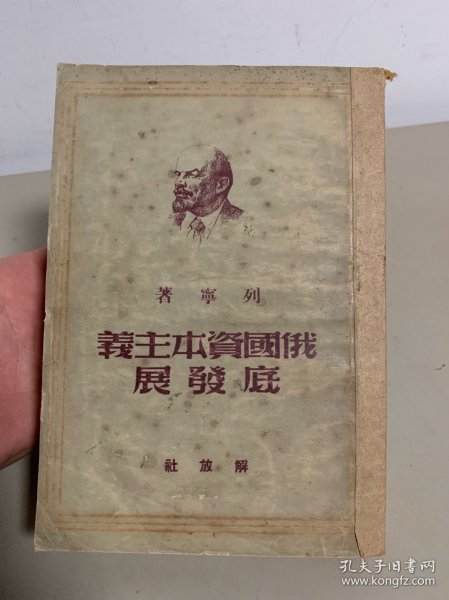 列寧著
俄國資本主義
底發展
解放社
孔夫子旧书网
www.kongfz.com